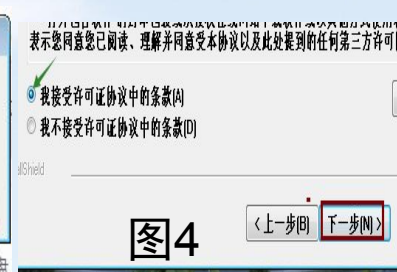 表示您同意您已阅读、理解并同意受本协议以及此处提到的任何第三方许可
我接受许可证协议中的条款(A)
我不接受许可证协议中的条款(D)
<上一步(B) 下一步(N)>
图4